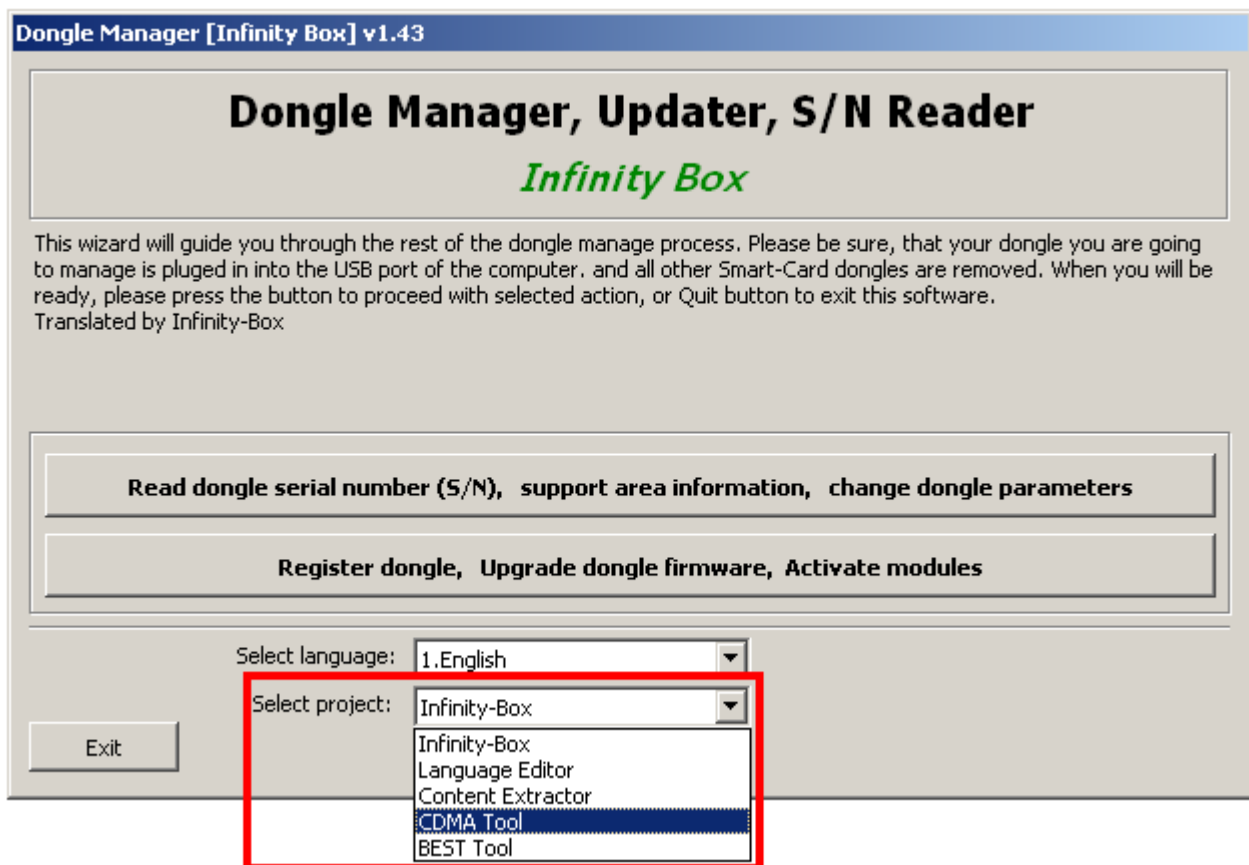 Dongle Manager [Infinity Box] v1.43
Dongle Manager, Updater, S/N Reader
Infinity Box
This wizard will guide you through the rest of the dongle manage process. Please be sure, that your dongle you are going
to manage is pluged in into the USB port of the computer. and all other Smart-Card dongles are removed. When you will be
ready, please press the button to proceed with selected action, or Quit button to exit this software.
Translated by Infinity-Box
Read dongle serial number (S/N), support area information, change dongle parameters
Register dongle, Upgrade dongle firmware, Activate modules
Select language: 1.English
Select project: Infinity-Box
Exit
Infinity-Box
Language Editor
Content Extractor
CDMA Tool
BEST Tool